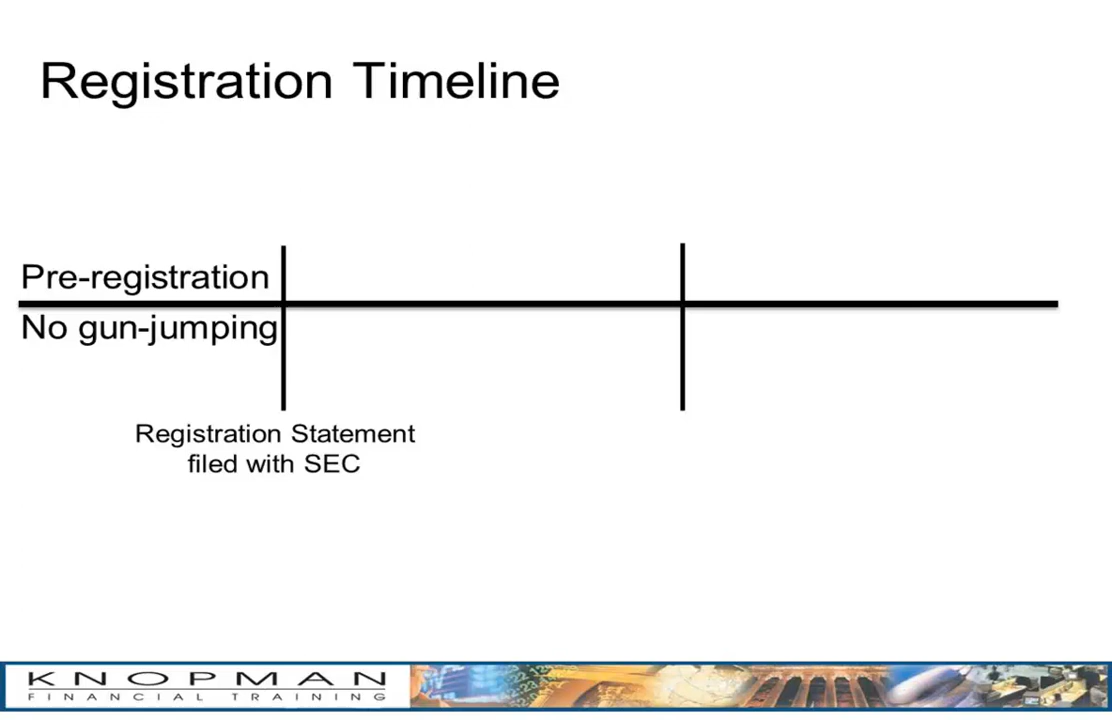 Registration Timeline
Pre-registration
No gun-jumping
Registration Statement
filed with SEC
KNOPMAN
FINANCIAL TRAINING